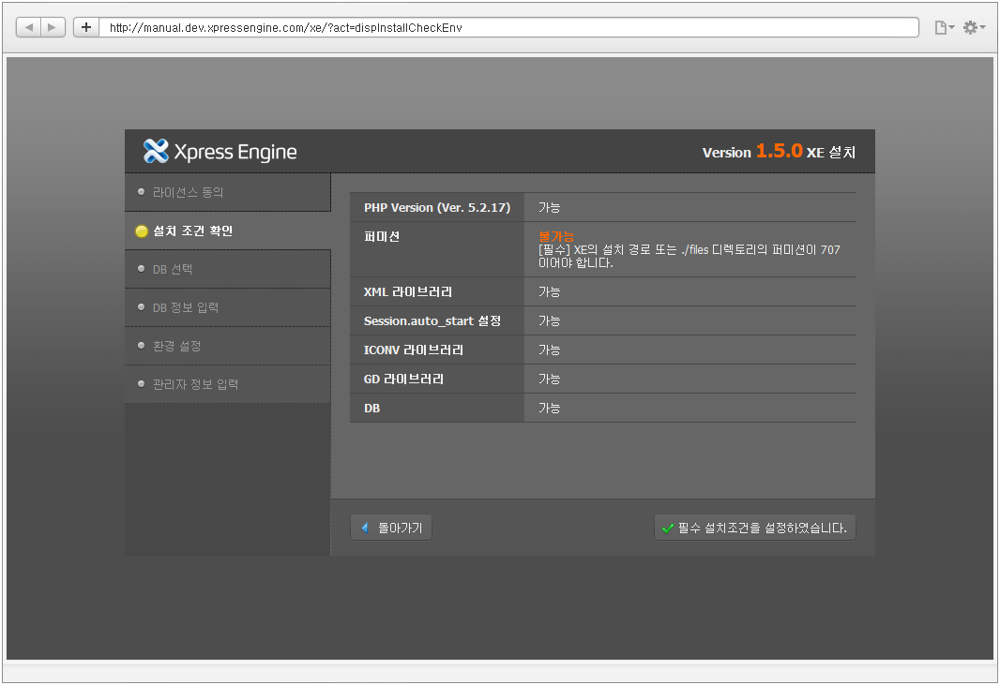 http://manual.dev.xpressengine.com/xe/?act=dispInstallCheckEnv
Xpress Engine
Version 1.5.0 XE 설치
라이선스 동의
설치 조건 확인
DB 선택
DB 정보 입력
환경 설정
관리자 정보 입력
PHP Version (Ver. 5.2.17) 가능
퍼미션 불가능
[필수] XE의 설치 경로 또는 ./files 디렉토리의 퍼미션이 707
이어야 합니다.
XML 라이브러리 가능
Session.auto_start 설정 가능
ICONV 라이브러리 가능
GD 라이브러리 가능
DB 가능
돌아가기
필수 설치조건을 설정하였습니다.